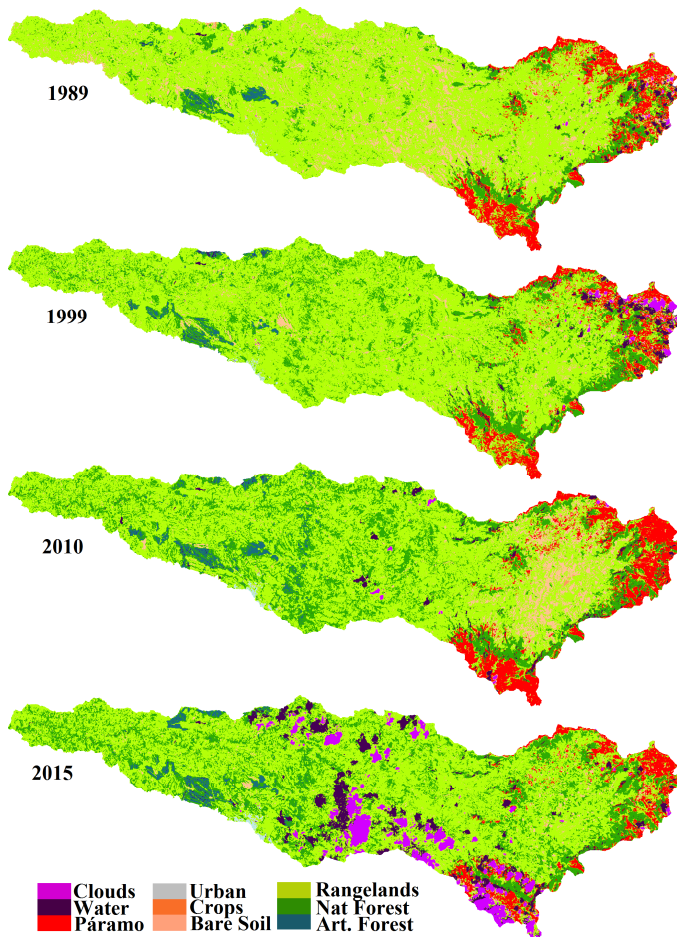 1989
1999
2010
2015
Clouds Urban Rangelands
Water Crops Nat Forest
Páramo Bare Soil Art. Forest